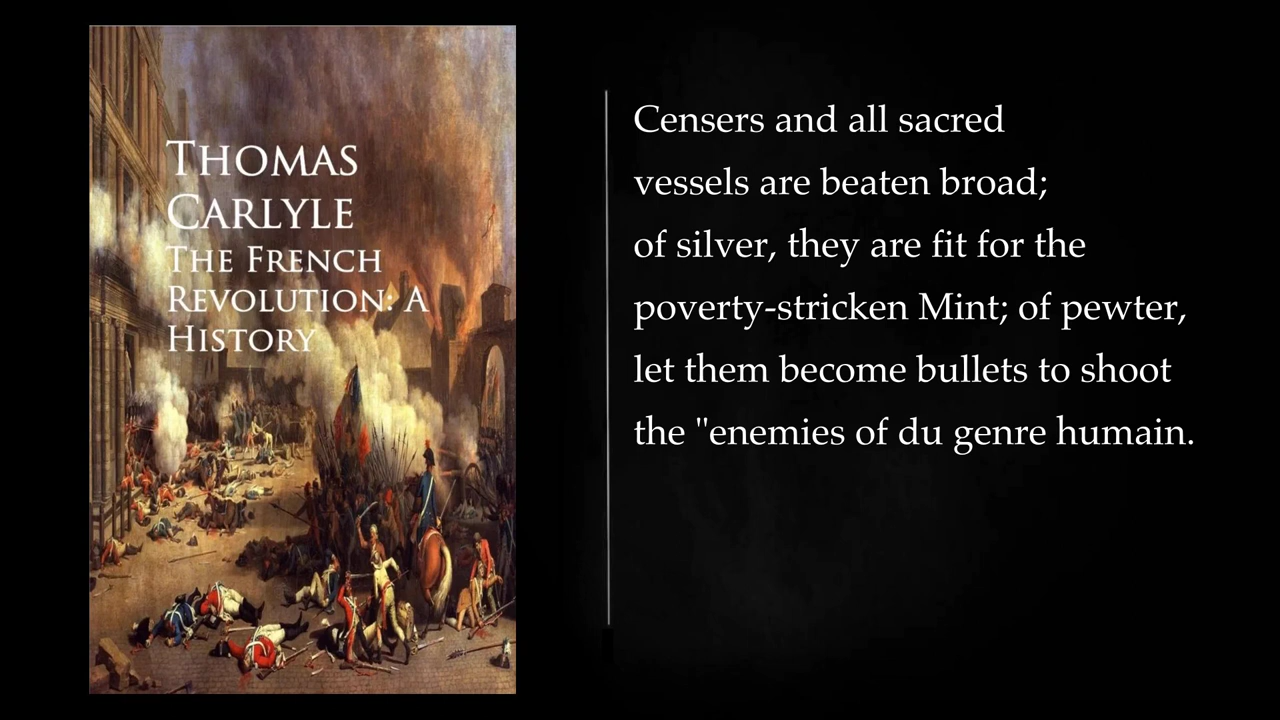 THOMAS
CARLYLE
THE FRENCH
REVOLUTION: A
HISTORY
Censers and all sacred
vessels are beaten broad;
of silver, they are fit for the
poverty-stricken Mint; of pewter,
let them become bullets to shoot
the "enemies of du genre humain.